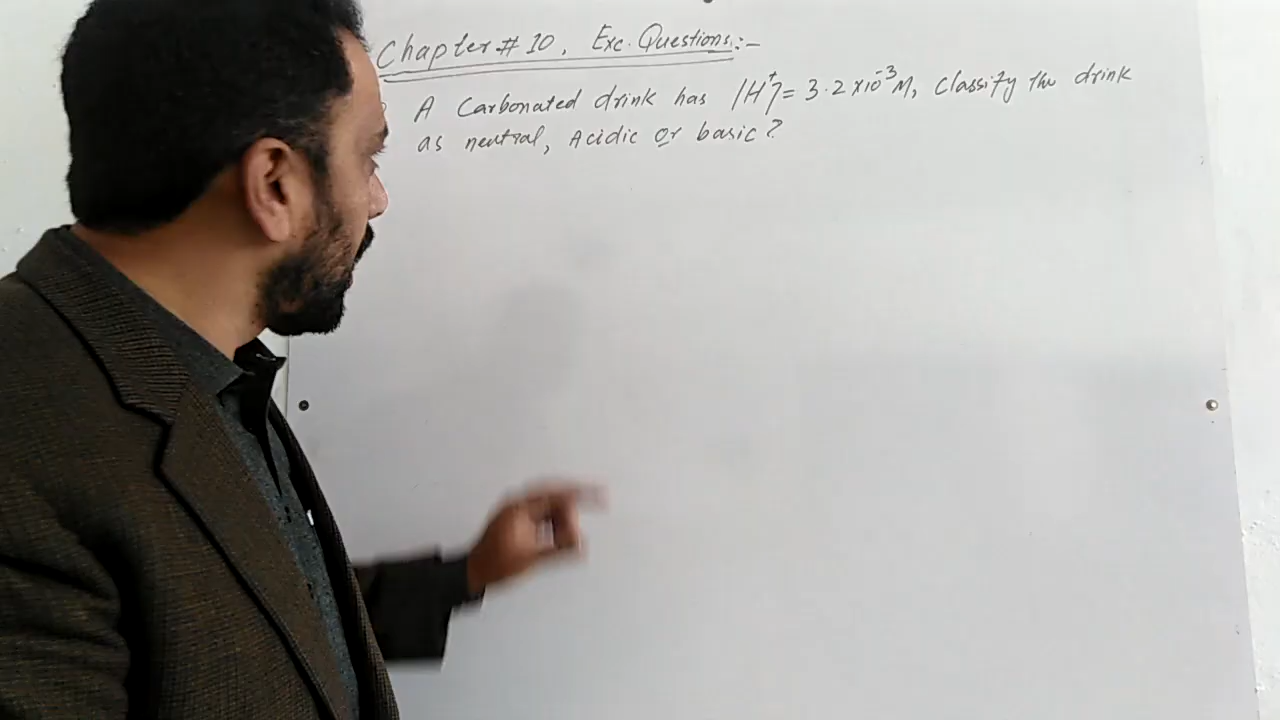 Chapter # 10, Exc. Questions:-
A Carbonated drink has [H⁺] = 3.2 x 10⁻³ M, Classify the drink
as neutral, Acidic or basic?